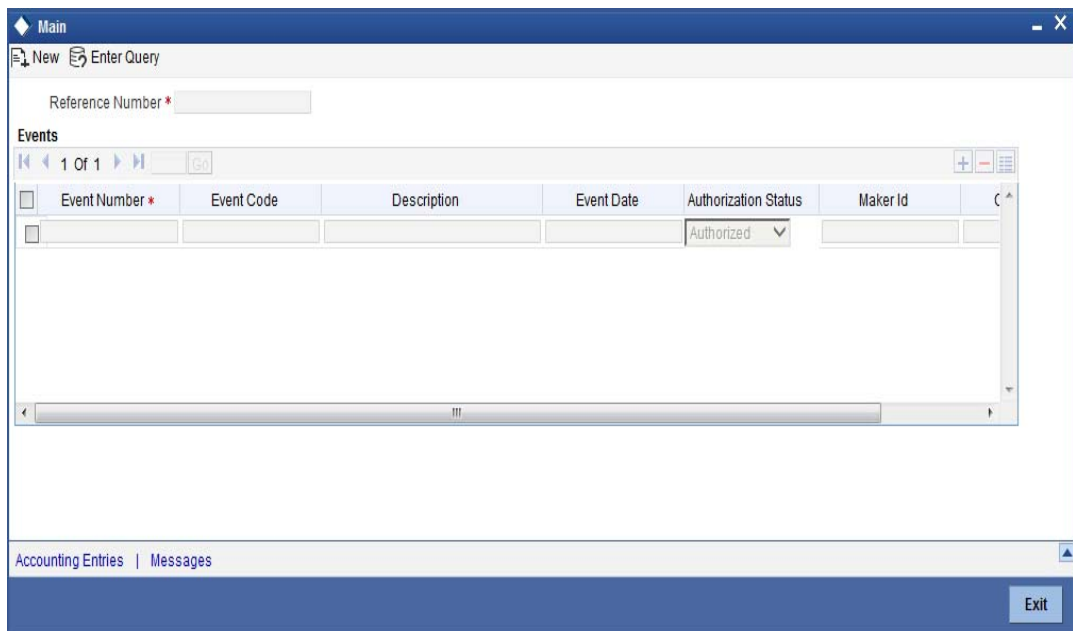 Main
New Enter Query
Reference Number *
Events
1 Of 1 Go
Event Number * Event Code Description Event Date Authorization Status Maker Id
Authorized
Accounting Entries | Messages
Exit